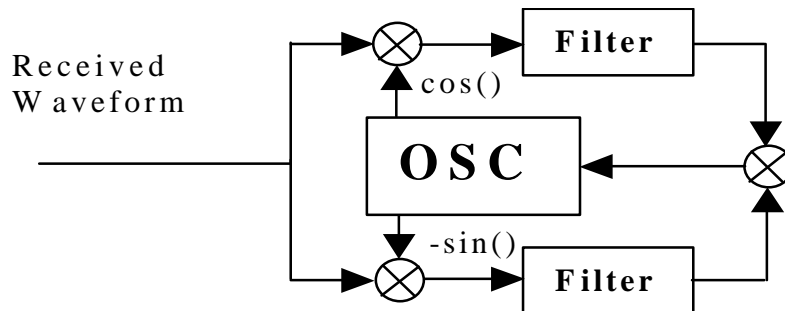 Received
Waveform
cos()
Filter
OSC
-sin()
Filter